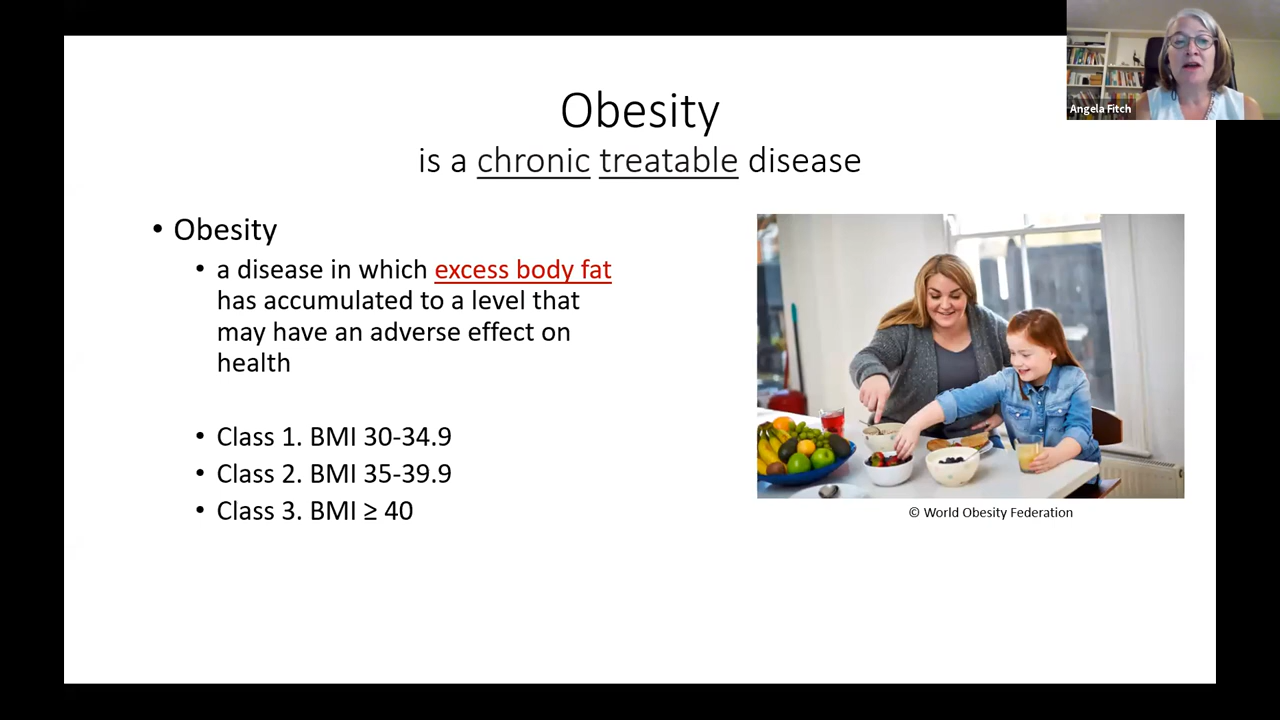 Angela Fitch
Obesity
is a chronic treatable disease
• Obesity
• a disease in which excess body fat
has accumulated to a level that
may have an adverse effect on
health
• Class 1. BMI 30-34.9
• Class 2. BMI 35-39.9
• Class 3. BMI ≥ 40
© World Obesity Federation